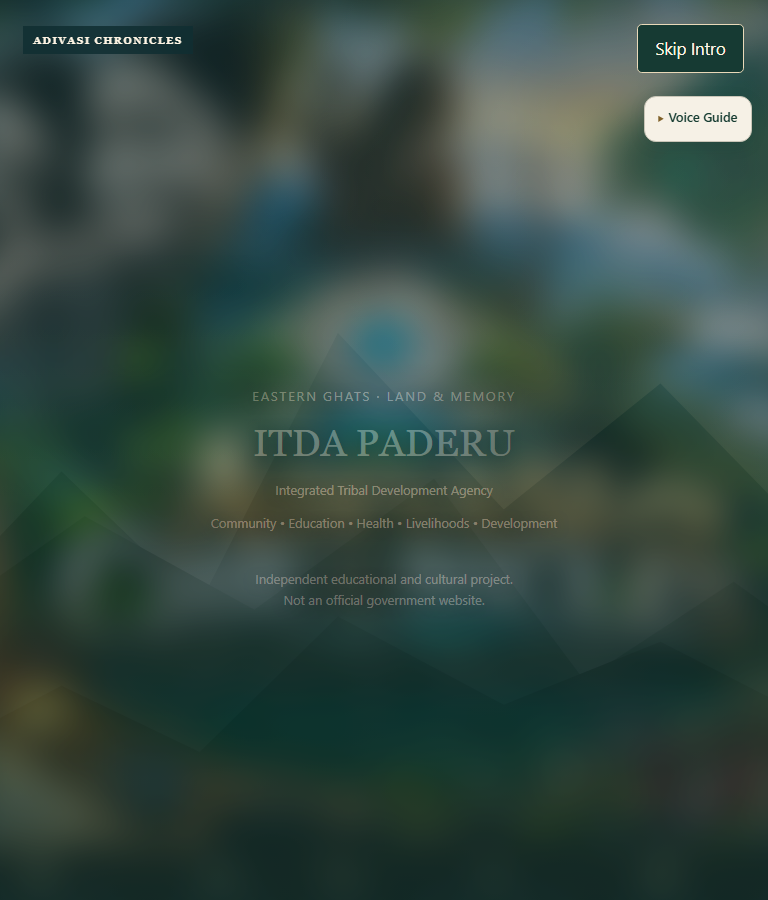 ADIVASI CHRONICLES
Skip Intro
▸ Voice Guide
EASTERN GHATS · LAND & MEMORY
ITDA PADERU
Integrated Tribal Development Agency
Community • Education • Health • Livelihoods • Development
Independent educational and cultural project.
Not an official government website.